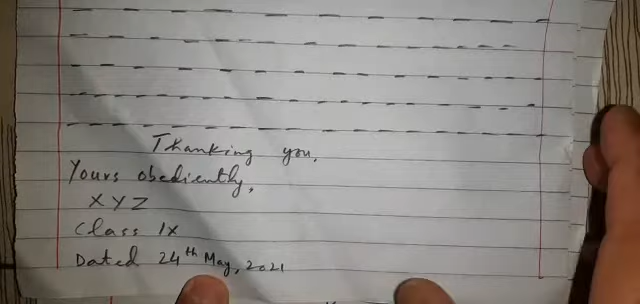 Thanking you.
Yours obediently,
XYZ
Class IX
Dated 24th May, 2021